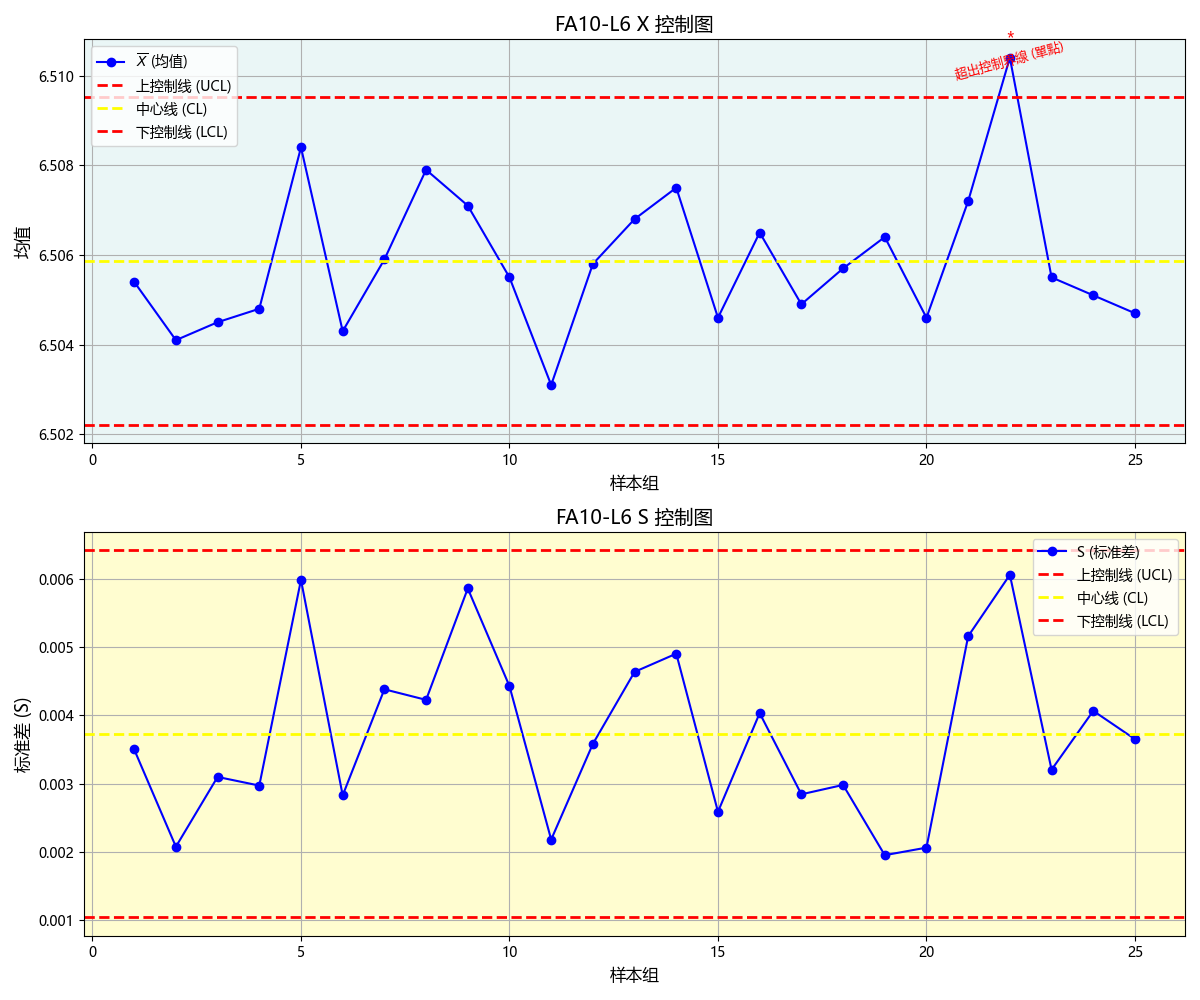 FA10-L6 X 控制图
*
超出控制界線 (單點)
X̅ (均值)
上控制线 (UCL)
中心线 (CL)
下控制线 (LCL)
均值
6.510
6.508
6.506
6.504
6.502
0 5 10 15 20 25
样本组
FA10-L6 S 控制图
S (标准差)
上控制线 (UCL)
中心线 (CL)
下控制线 (LCL)
标准差 (S)
0.006
0.005
0.004
0.003
0.002
0.001
0 5 10 15 20 25
样本组